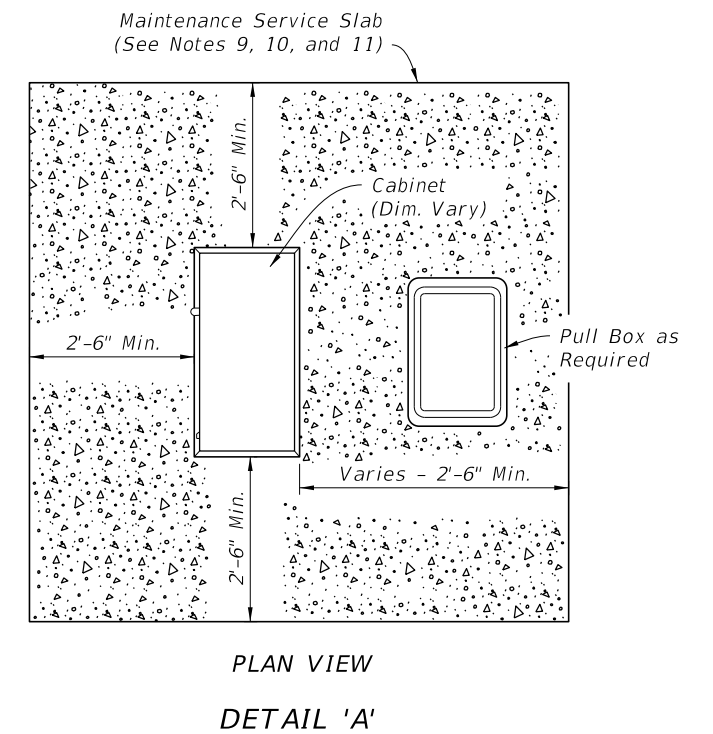 Maintenance Service Slab
(See Notes 9, 10, and 11)
2'-6" Min.
Cabinet
(Dim. Vary)
2'-6" Min.
Pull Box as
Required
Varies - 2'-6" Min.
2'-6" Min.
PLAN VIEW
DETAIL 'A'